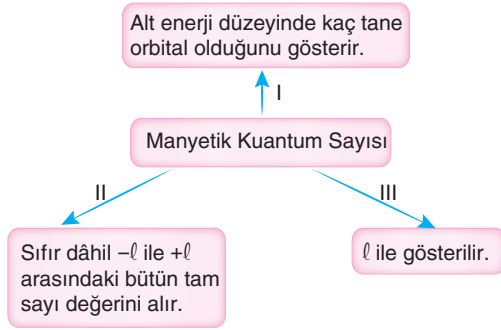 Alt enerji düzeyinde kaç tane
orbital olduğunu gösterir.
I
Manyetik Kuantum Sayısı
II
III
Sıfır dâhil –ℓ ile +ℓ
arasındaki bütün tam
sayı değerini alır.
ℓ ile gösterilir.